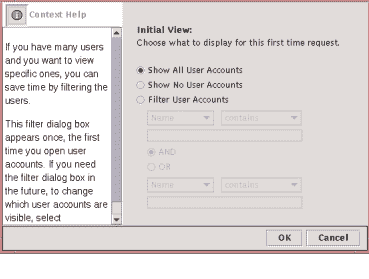 Context Help
If you have many users
and you want to view
specific ones, you can
save time by filtering the
users.
This filter dialog box
appears once, the first
time you open user
accounts. If you need
the filter dialog box in
the future, to change
which user accounts are
visible, select
Initial View:
Choose what to display for this first time request.
Show All User Accounts
Show No User Accounts
Filter User Accounts
Name contains
AND
OR
Name contains
OK Cancel